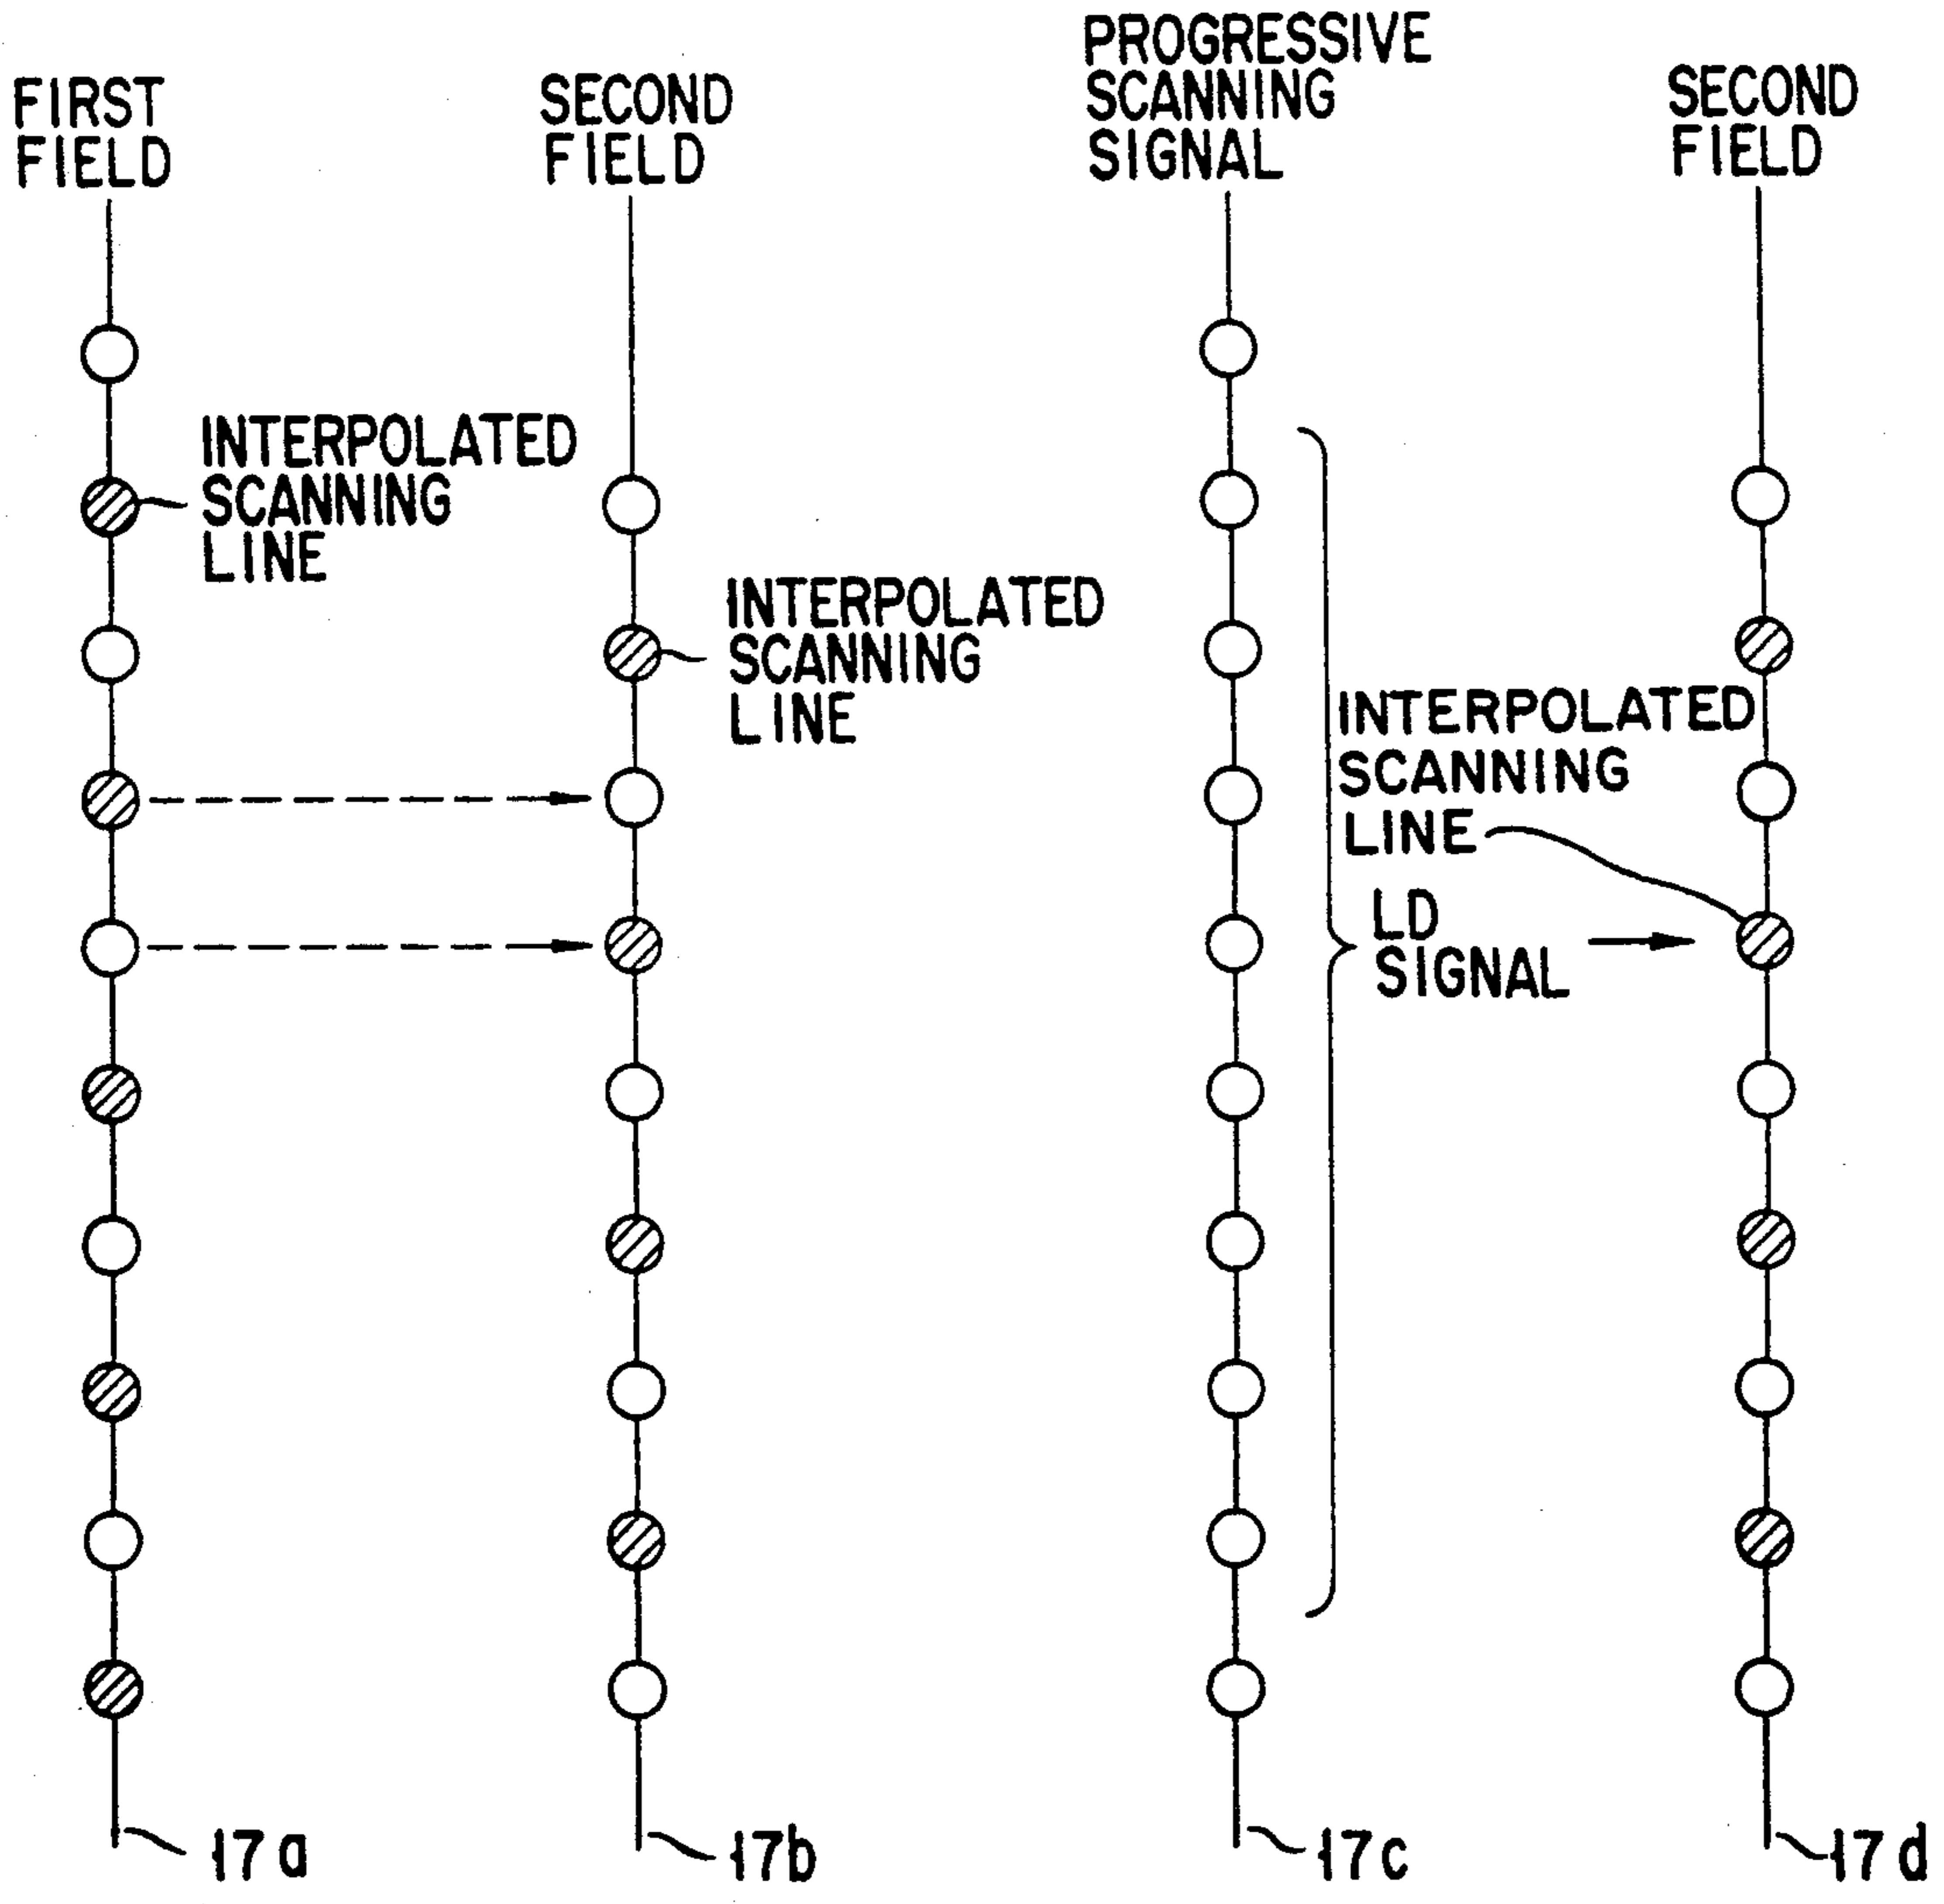 FIRST
FIELD
SECOND
FIELD
PROGRESSIVE
SCANNING
SIGNAL
SECOND
FIELD
INTERPOLATED
SCANNING
LINE
INTERPOLATED
SCANNING
LINE
INTERPOLATED
SCANNING
LINE
LD
SIGNAL
17a
17b
17c
17d